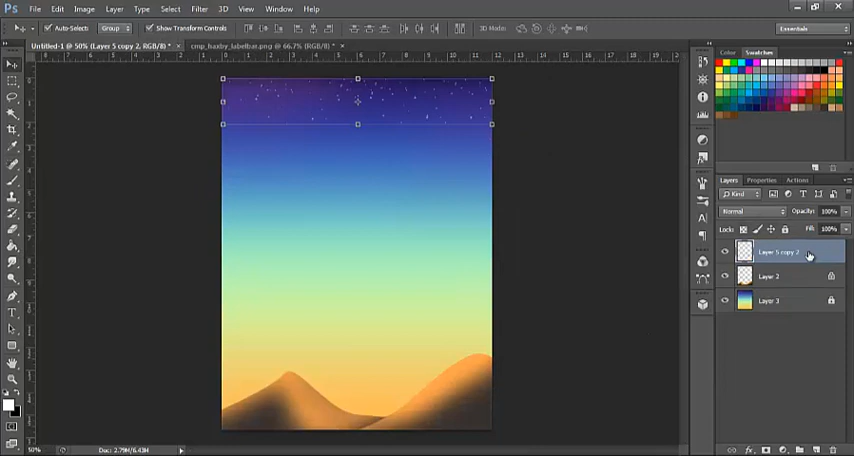 Ps File Edit Image Layer Type Select Filter 3D View Window Help
Auto-Select: Group Show Transform Controls 3D Mode: Essentials
Untitled-1 @ 50% (Layer 5 copy 2, RGB/8) * × cmp_haxby_labelbar.png @ 66.7% (RGB/8) * ×
Color Swatches
Layers Properties Actions
Kind
Normal Opacity: 100%
Locks: Fill: 100%
Layer 5 copy 2
Layer 2
Layer 3
50% Doc: 2.79M/6.43M